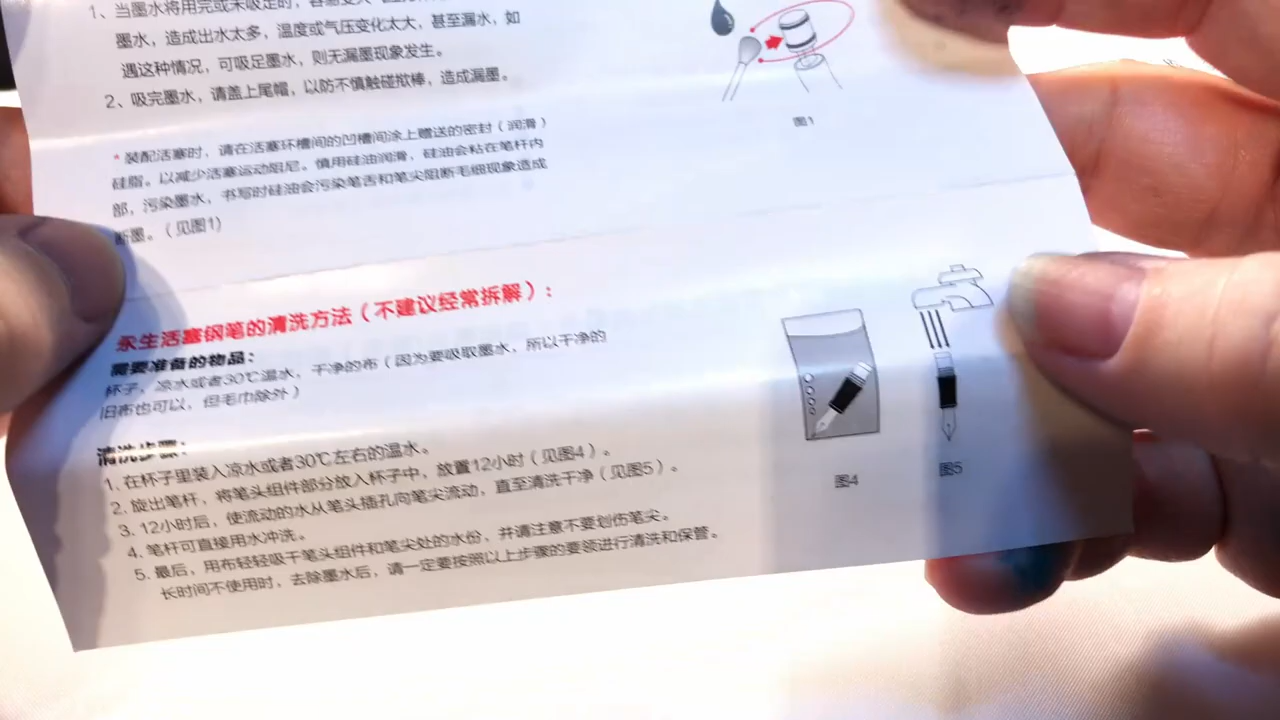 1、当墨水将用完或未吸足时，容易
墨水，造成出水太多，温度或气压变化太大，甚至漏水，如
遇这种情况，可吸足墨水，则无漏墨现象发生。
2、吸完墨水，请盖上尾帽，以防不慎触碰揿棒，造成漏墨。
* 装配活塞时，请在活塞环槽间的凹槽间涂上赠送的密封（润滑）
硅脂。以减少活塞运动阻尼。慎用硅油润滑，硅油会粘在笔杆内
部，污染墨水，书写时硅油会污染笔舌和笔尖阻断毛细现象造成
断墨。（见图1）
图1
永生活塞钢笔的清洗方法（不建议经常拆解）：
需要准备的物品：
杯子，凉水或者30℃温水，干净的布（因为要吸取墨水，所以干净的
旧布也可以，但毛巾除外）
清洗步骤：
1. 在杯子里装入凉水或者30℃左右的温水。
2. 旋出笔杆，将笔头组件部分放入杯子中，放置12小时（见图4）。
3. 12小时后，使流动的水从笔头插孔向笔尖流动，直至清洗干净（见图5）。
4. 笔杆可直接用水冲洗。
5. 最后，用布轻轻吸干笔头组件和笔尖处的水份，并请注意不要划伤笔尖。
长时间不使用时，去除墨水后，请一定要按照以上步骤的要领进行清洗和保管。
图4
图5